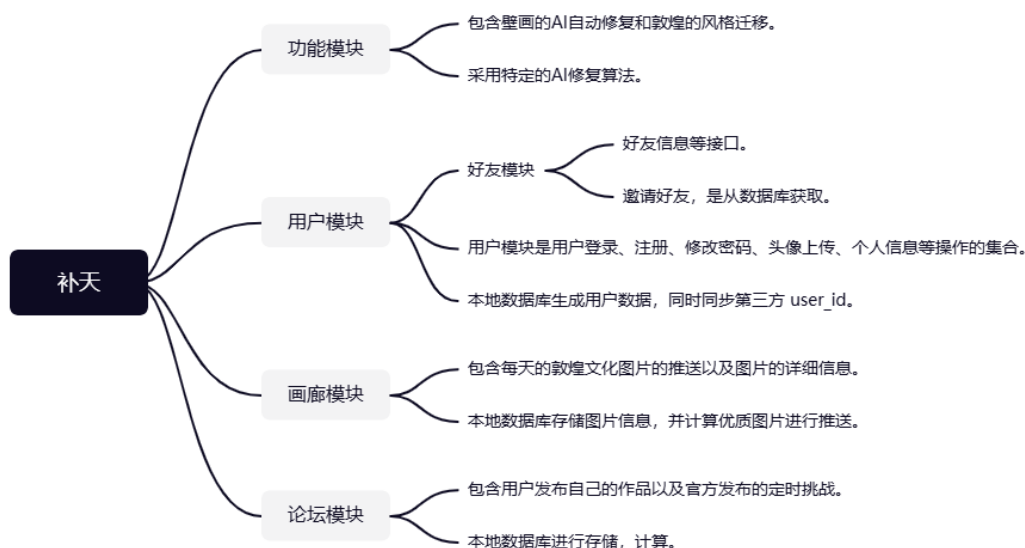 补天
功能模块
包含壁画的AI自动修复和敦煌的风格迁移。
采用特定的AI修复算法。
用户模块
好友模块
好友信息等接口。
邀请好友，是从数据库获取。
用户模块是用户登录、注册、修改密码、头像上传、个人信息等操作的集合。
本地数据库生成用户数据，同时同步第三方 user_id。
画廊模块
包含每天的敦煌文化图片的推送以及图片的详细信息。
本地数据库存储图片信息，并计算优质图片进行推送。
论坛模块
包含用户发布自己的作品以及官方发布的定时挑战。
本地数据库进行存储，计算。